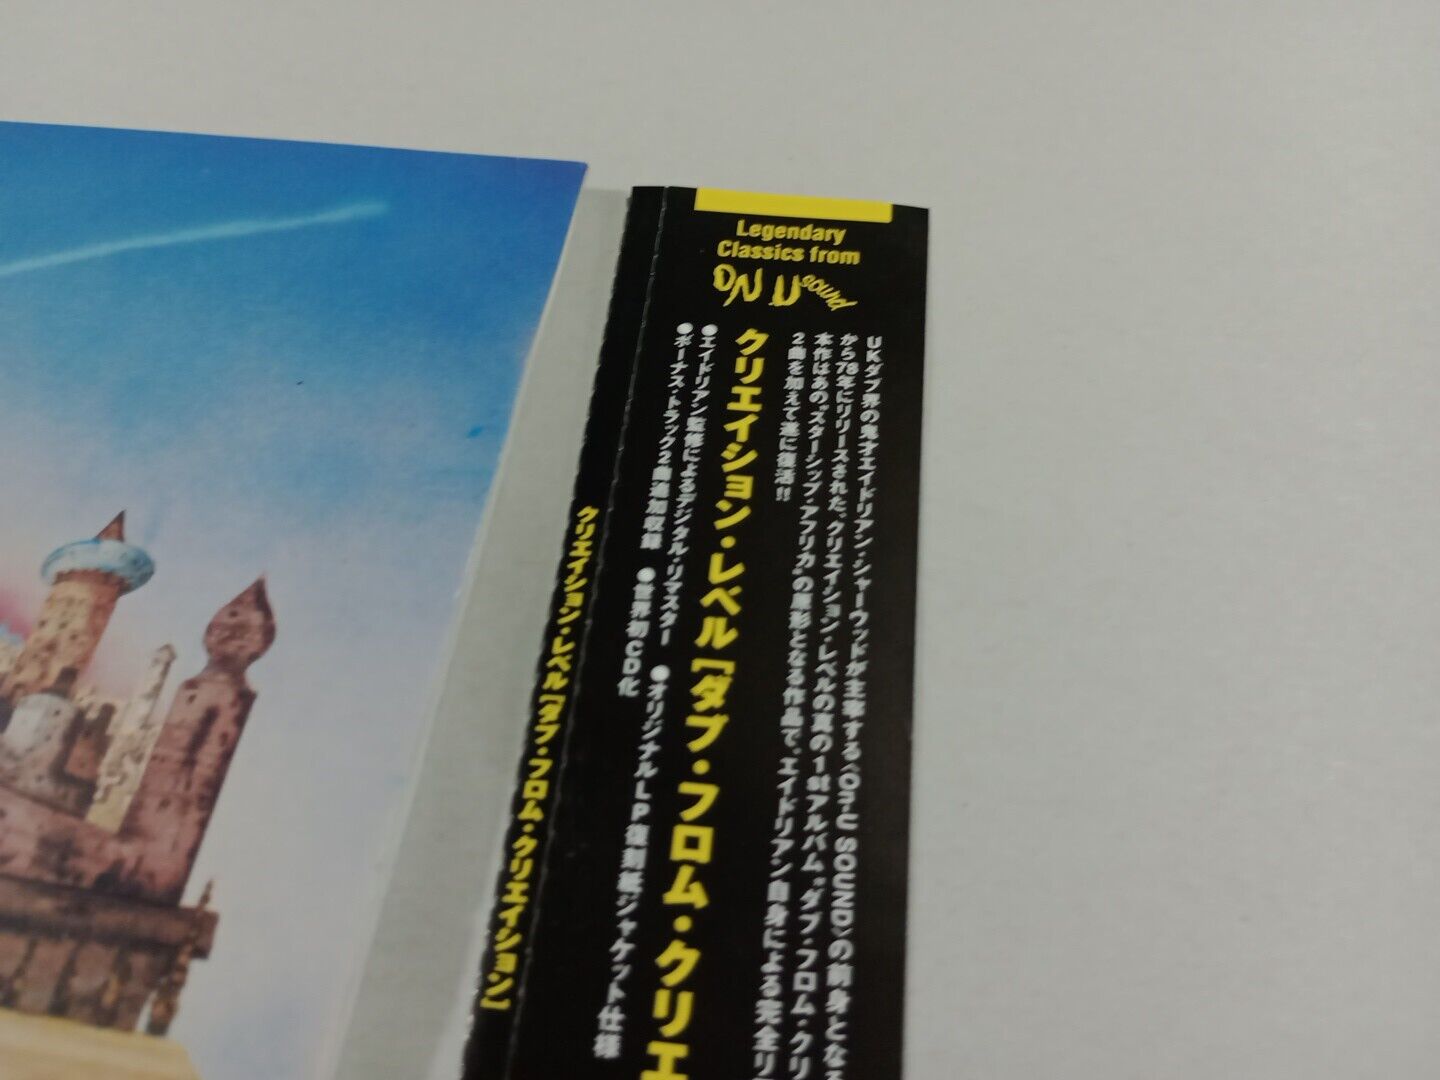 Legendary
Classics from
ON U Sound
UKダブ界の鬼才エイドリアン・シャーウッドが主宰する〈On-U SOUND〉の前身となる
から78年にリリースされた、クリエイション・レベルの真の1stアルバム。“ダブ・フロム・クリ
本作はあの“スターシップ・アフリカ”の原形となる作品で、エイドリアン自身による完全リ
2曲を加えて遂に復活!!
クリエイション・レベル[ダブ・フロム・クリエ
●エイドリアン監修によるデジタル・リマスター ●オリジナルLP復刻紙ジャケット仕様
●ボーナス・トラック2曲追加収録 ●世界初CD化
クリエイション・レベル[ダブ・フロム・クリエイション]